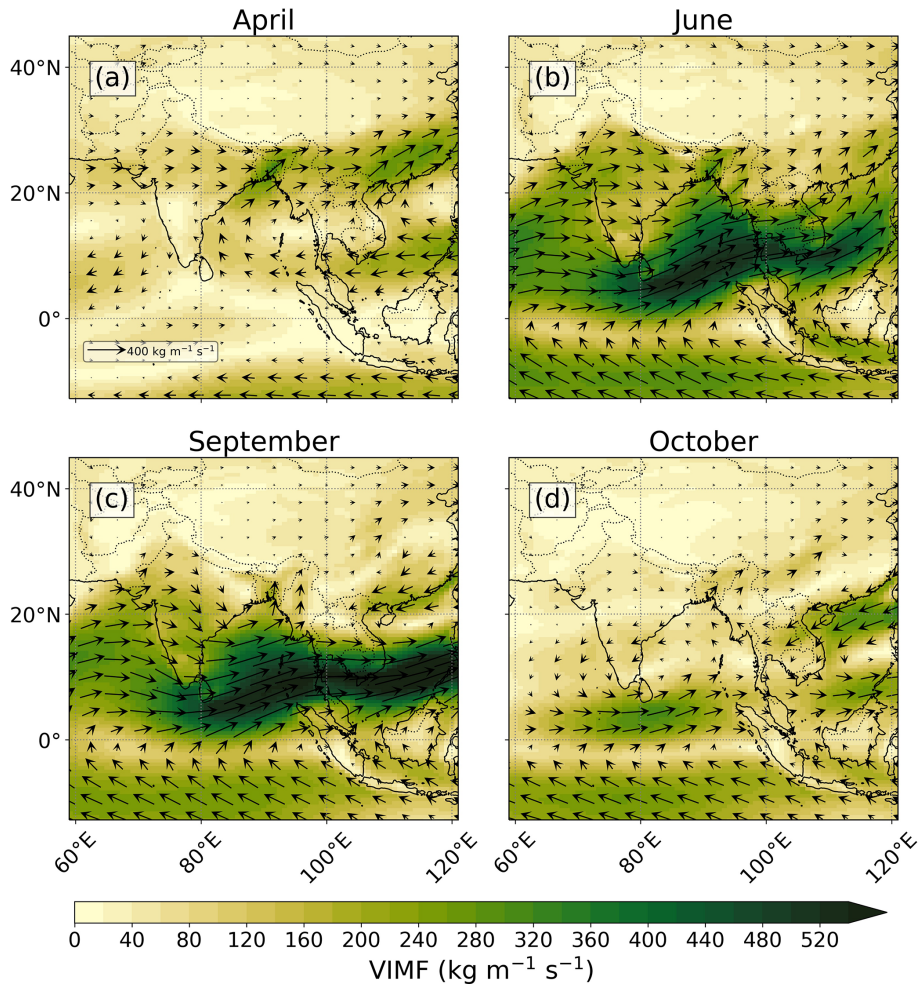 April
June
(a)
(b)
40°N
20°N
0°
400 kg m⁻¹ s⁻¹
September
October
(c)
(d)
40°N
20°N
0°
60°E
80°E
100°E
120°E
60°E
80°E
100°E
120°E
0 40 80 120 160 200 240 280 320 360 400 440 480 520
VIMF (kg m⁻¹ s⁻¹)